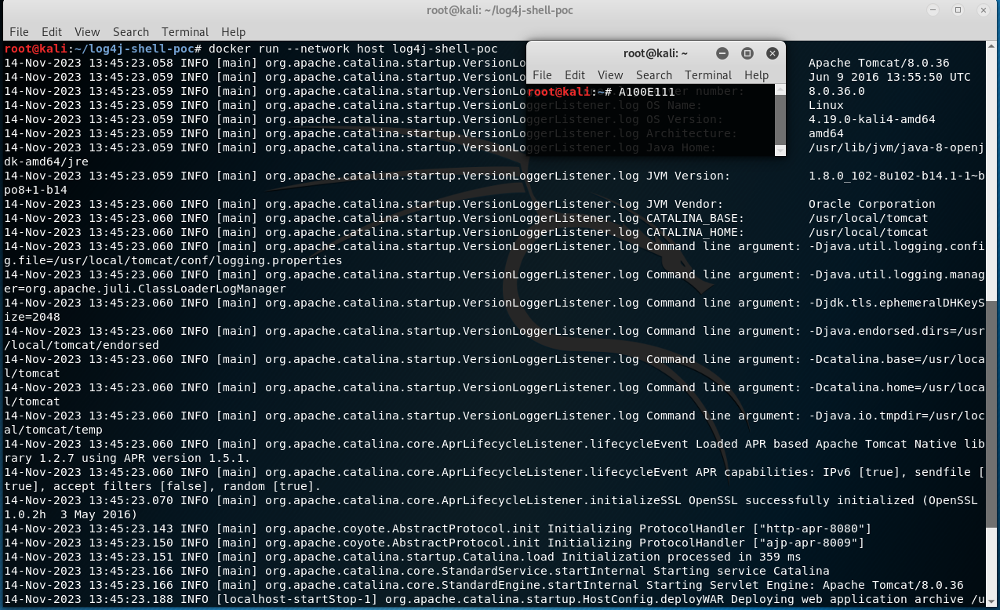 root@kali: ~/log4j-shell-poc
File Edit View Search Terminal Help
root@kali:~/log4j-shell-poc# docker run --network host log4j-shell-poc
root@kali: ~
File Edit View Search Terminal Help
root@kali:~# A100E111
14-Nov-2023 13:45:23.058 INFO [main] org.apache.catalina.startup.VersionLo Apache Tomcat/8.0.36
14-Nov-2023 13:45:23.059 INFO [main] org.apache.catalina.startup.VersionLo Jun 9 2016 13:55:50 UTC
14-Nov-2023 13:45:23.059 INFO [main] org.apache.catalina.startup.VersionLo er number: 8.0.36.0
14-Nov-2023 13:45:23.059 INFO [main] org.apache.catalina.startup.VersionLoggerListener.log OS Name: Linux
14-Nov-2023 13:45:23.059 INFO [main] org.apache.catalina.startup.VersionLoggerListener.log OS Version: 4.19.0-kali4-amd64
14-Nov-2023 13:45:23.059 INFO [main] org.apache.catalina.startup.VersionLoggerListener.log Architecture: amd64
14-Nov-2023 13:45:23.059 INFO [main] org.apache.catalina.startup.VersionLoggerListener.log Java Home: /usr/lib/jvm/java-8-openj
dk-amd64/jre
14-Nov-2023 13:45:23.059 INFO [main] org.apache.catalina.startup.VersionLoggerListener.log JVM Version: 1.8.0_102-8u102-b14.1-1~b
po8+1-b14
14-Nov-2023 13:45:23.060 INFO [main] org.apache.catalina.startup.VersionLoggerListener.log JVM Vendor: Oracle Corporation
14-Nov-2023 13:45:23.060 INFO [main] org.apache.catalina.startup.VersionLoggerListener.log CATALINA_BASE: /usr/local/tomcat
14-Nov-2023 13:45:23.060 INFO [main] org.apache.catalina.startup.VersionLoggerListener.log CATALINA_HOME: /usr/local/tomcat
14-Nov-2023 13:45:23.060 INFO [main] org.apache.catalina.startup.VersionLoggerListener.log Command line argument: -Djava.util.logging.confi
g.file=/usr/local/tomcat/conf/logging.properties
14-Nov-2023 13:45:23.060 INFO [main] org.apache.catalina.startup.VersionLoggerListener.log Command line argument: -Djava.util.logging.manag
er=org.apache.juli.ClassLoaderLogManager
14-Nov-2023 13:45:23.060 INFO [main] org.apache.catalina.startup.VersionLoggerListener.log Command line argument: -Djdk.tls.ephemeralDHKeyS
ize=2048
14-Nov-2023 13:45:23.060 INFO [main] org.apache.catalina.startup.VersionLoggerListener.log Command line argument: -Djava.endorsed.dirs=/usr
/local/tomcat/endorsed
14-Nov-2023 13:45:23.060 INFO [main] org.apache.catalina.startup.VersionLoggerListener.log Command line argument: -Dcatalina.base=/usr/loca
l/tomcat
14-Nov-2023 13:45:23.060 INFO [main] org.apache.catalina.startup.VersionLoggerListener.log Command line argument: -Dcatalina.home=/usr/loca
l/tomcat
14-Nov-2023 13:45:23.060 INFO [main] org.apache.catalina.startup.VersionLoggerListener.log Command line argument: -Djava.io.tmpdir=/usr/loc
al/tomcat/temp
14-Nov-2023 13:45:23.060 INFO [main] org.apache.catalina.core.AprLifecycleListener.lifecycleEvent Loaded APR based Apache Tomcat Native lib
rary 1.2.7 using APR version 1.5.1.
14-Nov-2023 13:45:23.060 INFO [main] org.apache.catalina.core.AprLifecycleListener.lifecycleEvent APR capabilities: IPv6 [true], sendfile [
true], accept filters [false], random [true].
14-Nov-2023 13:45:23.070 INFO [main] org.apache.catalina.core.AprLifecycleListener.initializeSSL OpenSSL successfully initialized (OpenSSL
1.0.2h 3 May 2016)
14-Nov-2023 13:45:23.143 INFO [main] org.apache.coyote.AbstractProtocol.init Initializing ProtocolHandler ["http-apr-8080"]
14-Nov-2023 13:45:23.150 INFO [main] org.apache.coyote.AbstractProtocol.init Initializing ProtocolHandler ["ajp-apr-8009"]
14-Nov-2023 13:45:23.151 INFO [main] org.apache.catalina.startup.Catalina.load Initialization processed in 359 ms
14-Nov-2023 13:45:23.166 INFO [main] org.apache.catalina.core.StandardService.startInternal Starting service Catalina
14-Nov-2023 13:45:23.166 INFO [main] org.apache.catalina.core.StandardEngine.startInternal Starting Servlet Engine: Apache Tomcat/8.0.36
14-Nov-2023 13:45:23.188 INFO [localhost-startStop-1] org.apache.catalina.startup.HostConfig.deployWAR Deploying web application archive /u